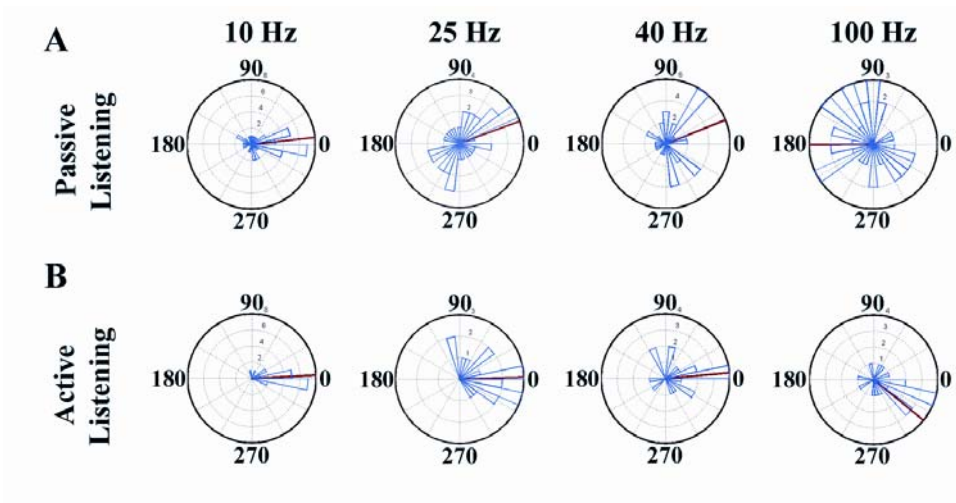 A
10 Hz 25 Hz 40 Hz 100 Hz
Passive
Listening
90 90 90 90
180 0 180 0 180 0 180 0
270 270 270 270
B
Active
Listening
90 90 90 90
180 0 180 0 180 0 180 0
270 270 270 270